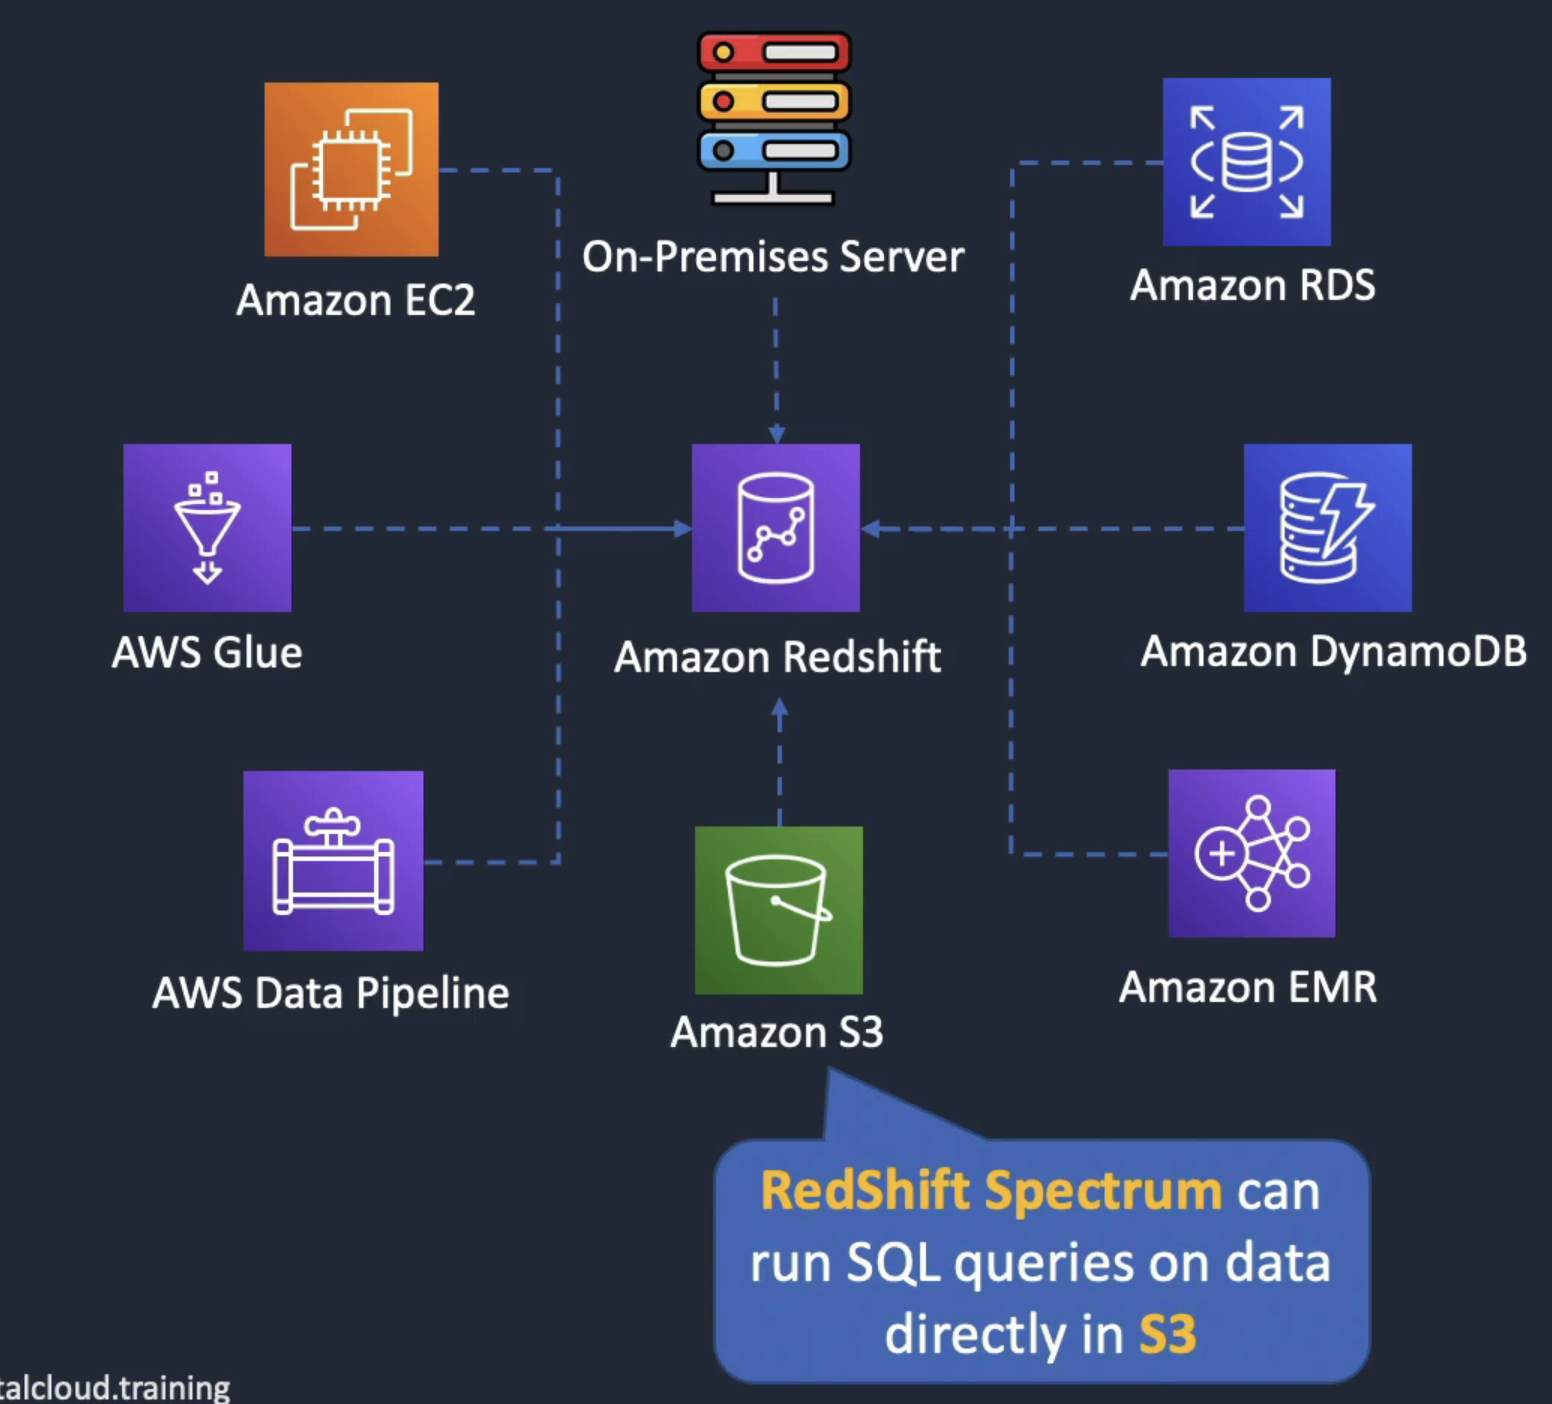 On-Premises Server
Amazon EC2
Amazon RDS
AWS Glue
Amazon Redshift
Amazon DynamoDB
AWS Data Pipeline
Amazon S3
Amazon EMR
RedShift Spectrum can
run SQL queries on data
directly in S3
talcloud.training